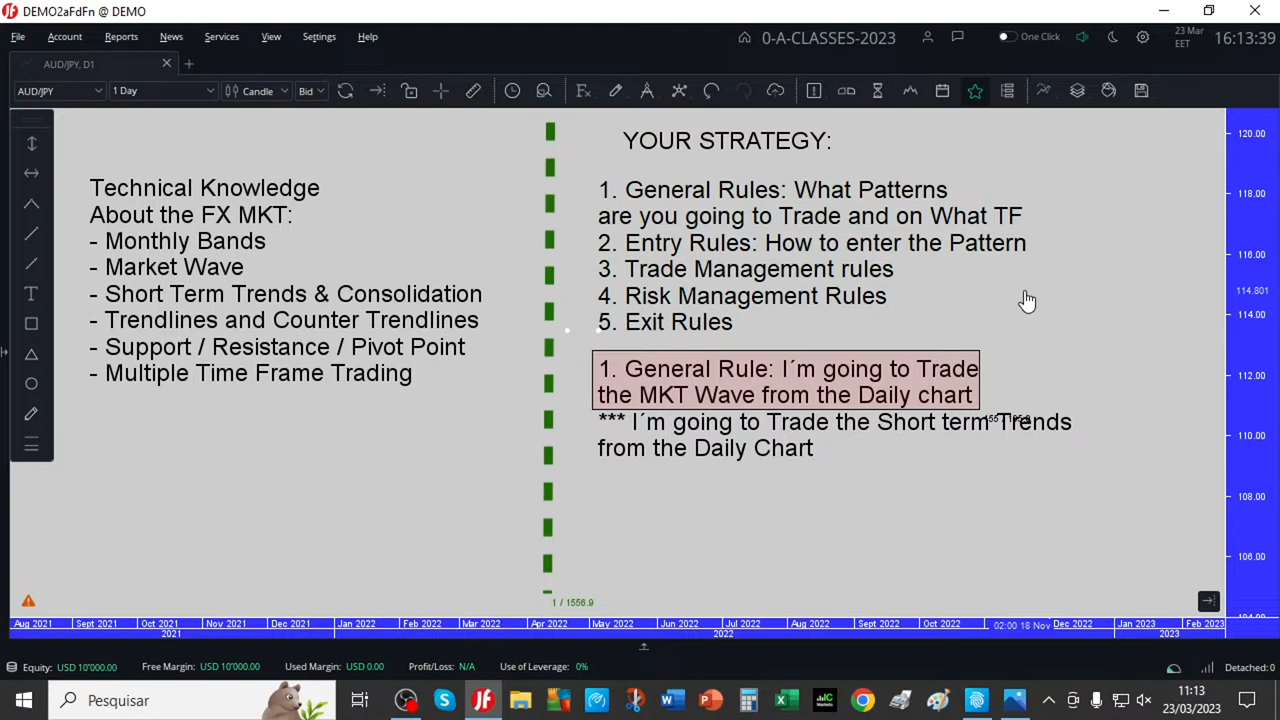 DEMO2aFdFn @ DEMO
File Account Reports News Services View Settings Help
0-A-CLASSES-2023
One Click
23 Mar
EET
16:13:39
AUD/JPY, D1
AUD/JPY
1 Day
Candle
Bid
Technical Knowledge
About the FX MKT:
- Monthly Bands
- Market Wave
- Short Term Trends & Consolidation
- Trendlines and Counter Trendlines
- Support / Resistance / Pivot Point
- Multiple Time Frame Trading
YOUR STRATEGY:
1. General Rules: What Patterns
are you going to Trade and on What TF
2. Entry Rules: How to enter the Pattern
3. Trade Management rules
4. Risk Management Rules
5. Exit Rules
1. General Rule: I´m going to Trade
the MKT Wave from the Daily chart
*** I´m going to Trade the Short term Trends
from the Daily Chart
1 / 1556.9
120.00
118.00
116.00
114.801
114.00
112.00
110.00
108.00
106.00
Aug 2021 Sept 2021 Oct 2021 Nov 2021 Dec 2021 Jan 2022 Feb 2022 Mar 2022 Apr 2022 May 2022 Jun 2022 Jul 2022 Aug 2022 Sept 2022 Oct 2022 02:00 18 Nov Dec 2022 Jan 2023 Feb 2023
2021 2022 2023
Equity: USD 10'000.00 Free Margin: USD 10'000.00 Used Margin: USD 0.00 Profit/Loss: N/A Use of Leverage: 0% Detached: 0
Pesquisar
11:13
23/03/2023